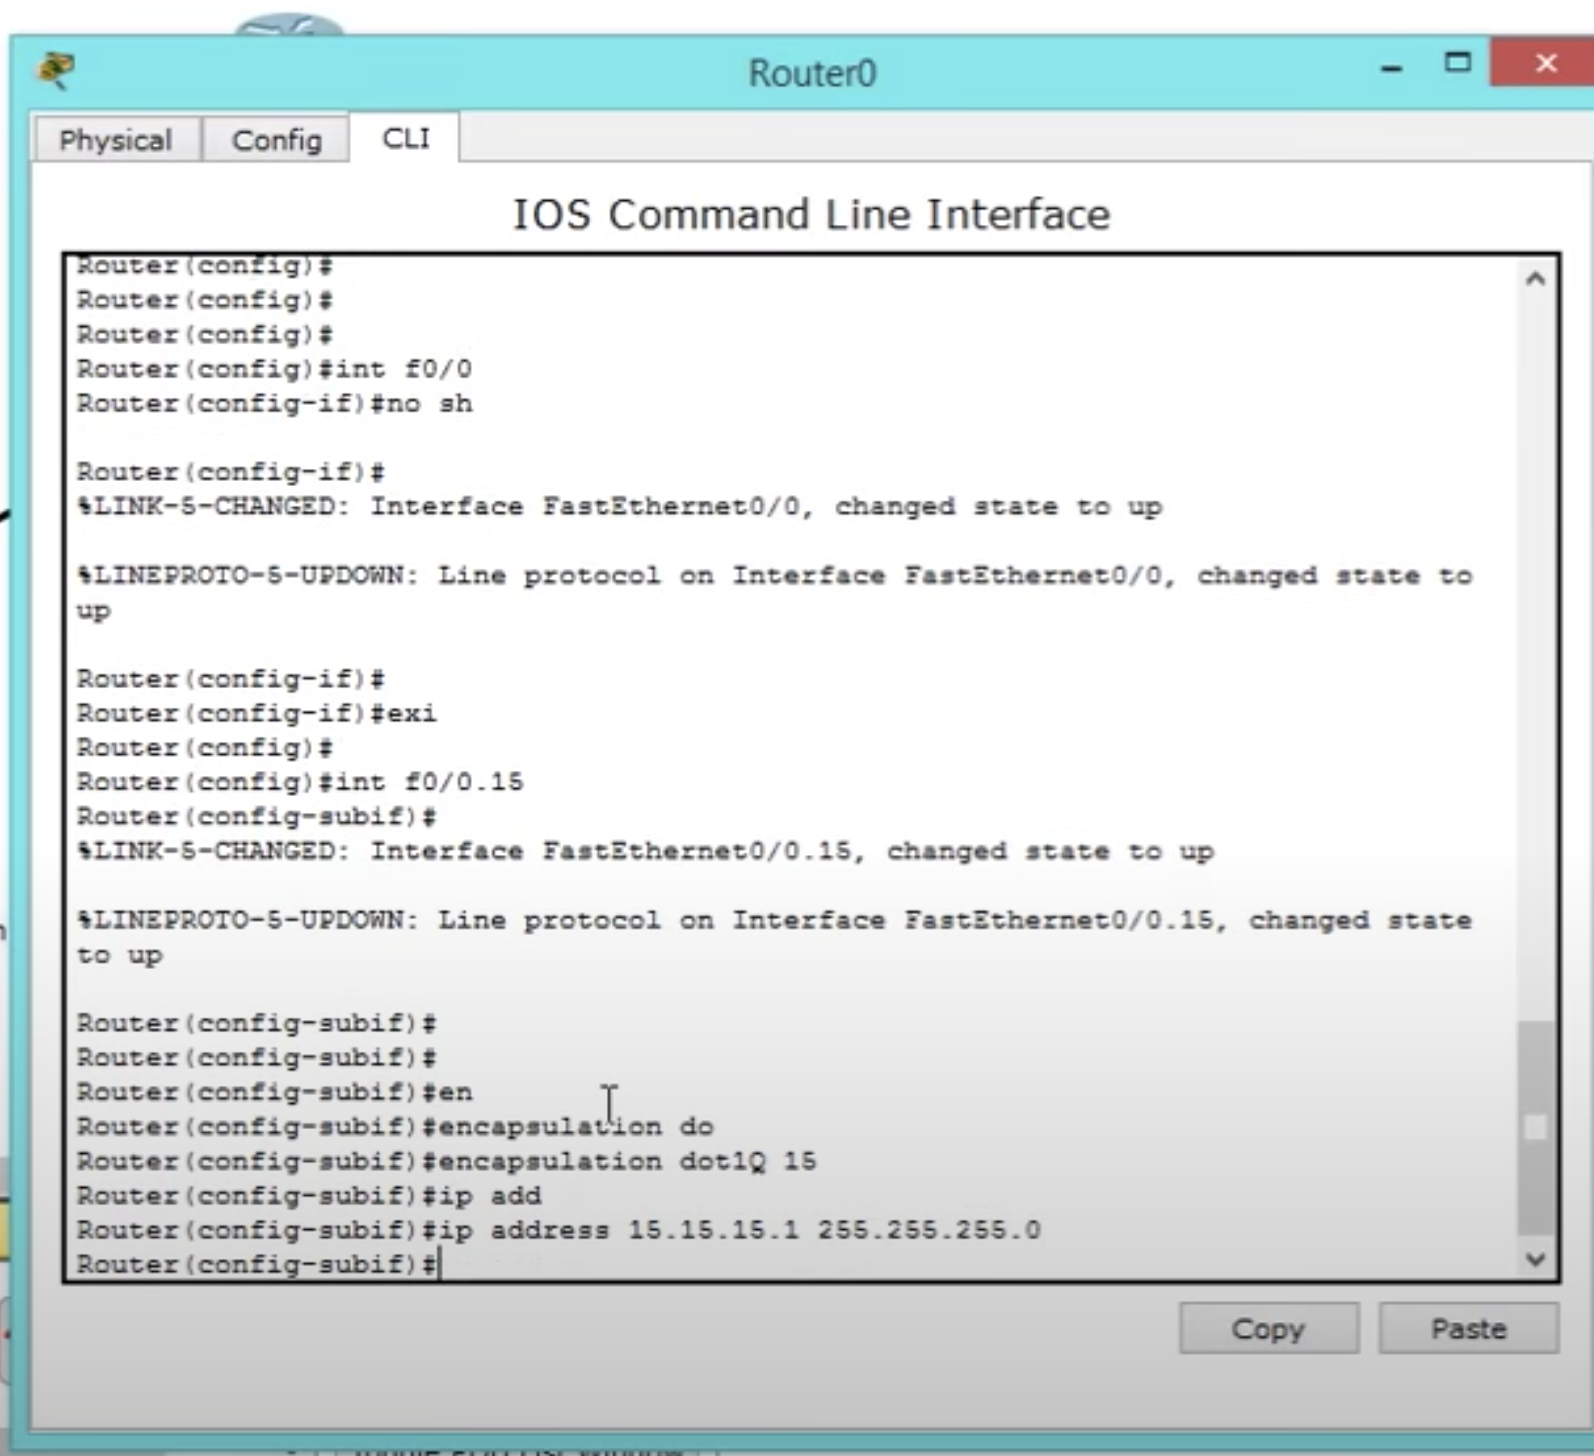 Router0
Physical
Config
CLI
IOS Command Line Interface
Router(config)#
Router(config)#
Router(config)#
Router(config)#int f0/0
Router(config-if)#no sh
Router(config-if)#
%LINK-5-CHANGED: Interface FastEthernet0/0, changed state to up
%LINEPROTO-5-UPDOWN: Line protocol on Interface FastEthernet0/0, changed state to
up
Router(config-if)#
Router(config-if)#exi
Router(config)#
Router(config)#int f0/0.15
Router(config-subif)#
%LINK-5-CHANGED: Interface FastEthernet0/0.15, changed state to up
%LINEPROTO-5-UPDOWN: Line protocol on Interface FastEthernet0/0.15, changed state
to up
Router(config-subif)#
Router(config-subif)#
Router(config-subif)#en
Router(config-subif)#encapsulation do
Router(config-subif)#encapsulation dot1Q 15
Router(config-subif)#ip add
Router(config-subif)#ip address 15.15.15.1 255.255.255.0
Router(config-subif)#
Copy
Paste